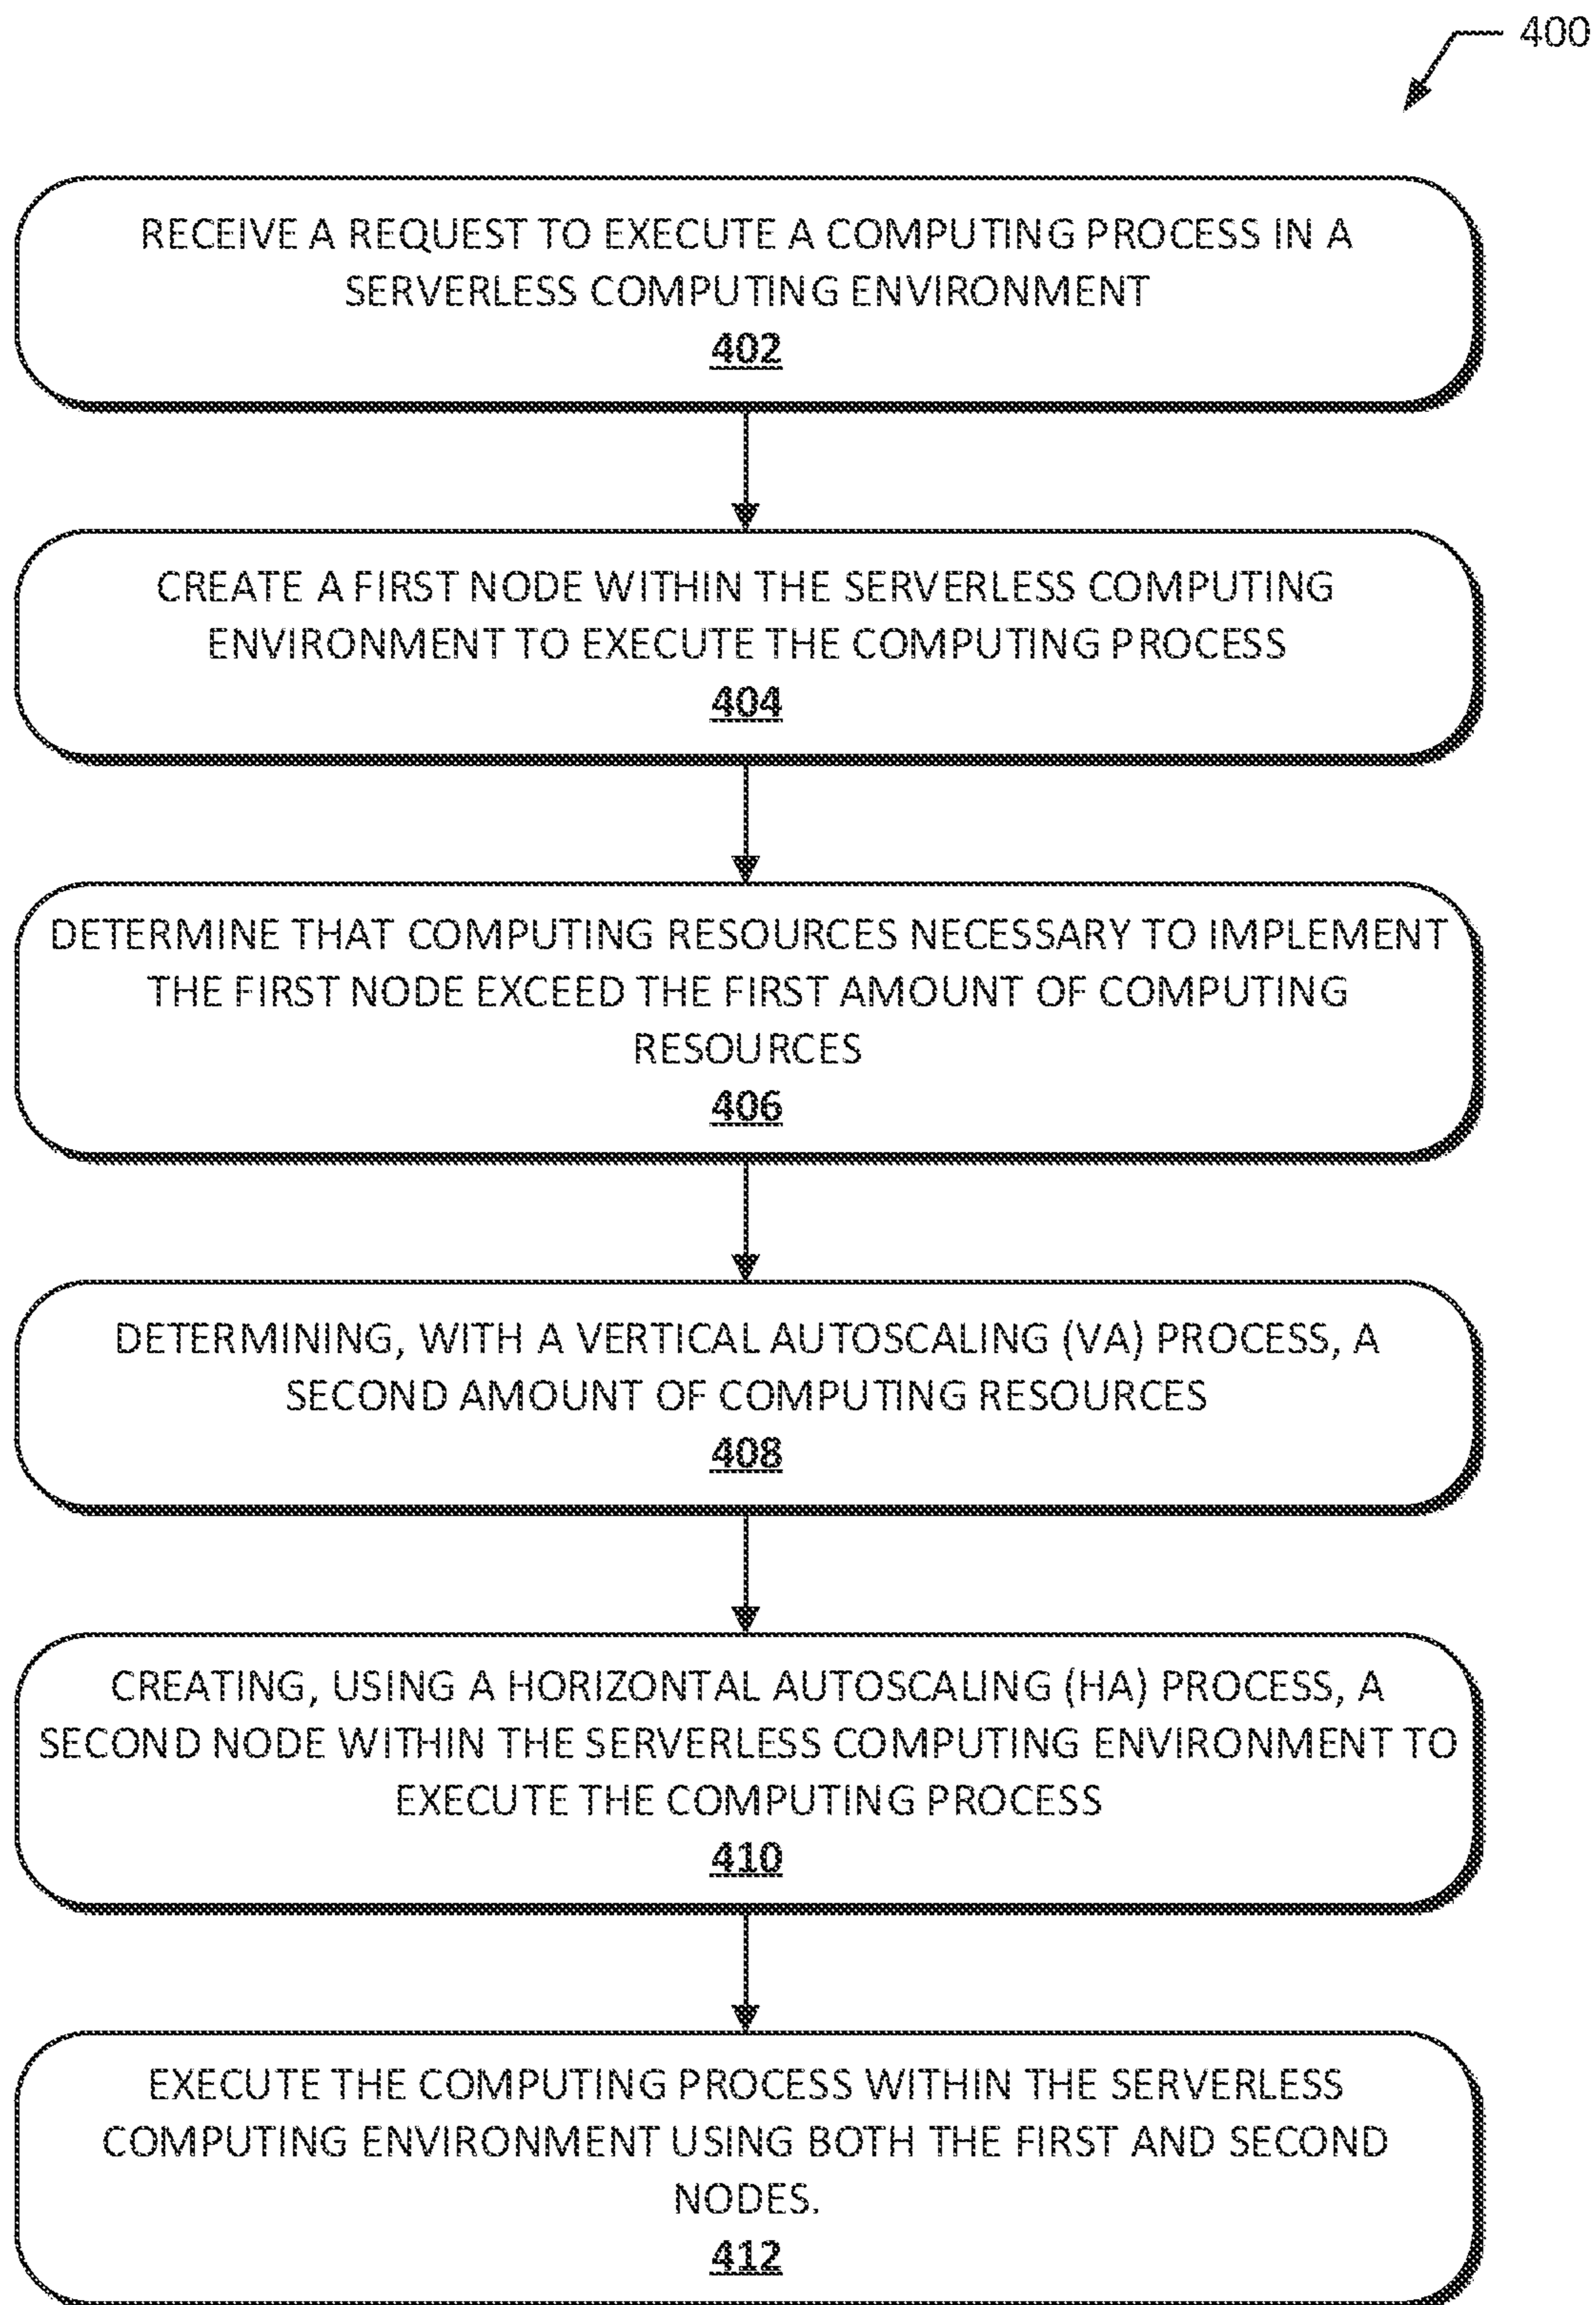 400
RECEIVE A REQUEST TO EXECUTE A COMPUTING PROCESS IN A
SERVERLESS COMPUTING ENVIRONMENT
402
CREATE A FIRST NODE WITHIN THE SERVERLESS COMPUTING
ENVIRONMENT TO EXECUTE THE COMPUTING PROCESS
404
DETERMINE THAT COMPUTING RESOURCES NECESSARY TO IMPLEMENT
THE FIRST NODE EXCEED THE FIRST AMOUNT OF COMPUTING
RESOURCES
406
DETERMINING, WITH A VERTICAL AUTOSCALING (VA) PROCESS, A
SECOND AMOUNT OF COMPUTING RESOURCES
408
CREATING, USING A HORIZONTAL AUTOSCALING (HA) PROCESS, A
SECOND NODE WITHIN THE SERVERLESS COMPUTING ENVIRONMENT TO
EXECUTE THE COMPUTING PROCESS
410
EXECUTE THE COMPUTING PROCESS WITHIN THE SERVERLESS
COMPUTING ENVIRONMENT USING BOTH THE FIRST AND SECOND
NODES.
412